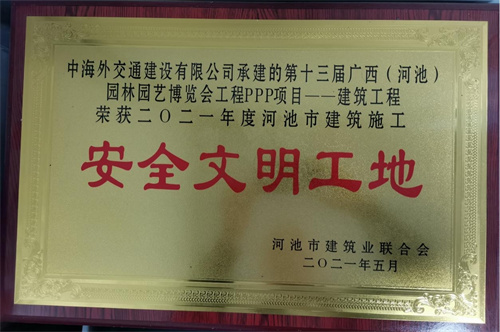 中海外交通建设有限公司承建的第十三届广西（河池）
园林园艺博览会工程PPP项目——建筑工程
荣获二〇二一年度河池市建筑施工
安全文明工地
河池市建筑业联合会
二〇二一年五月